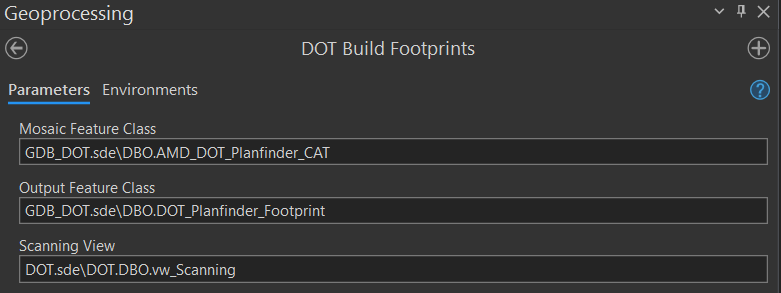 Geoprocessing
DOT Build Footprints
Parameters Environments
Mosaic Feature Class
GDB_DOT.sde\DBO.AMD_DOT_Planfinder_CAT
Output Feature Class
GDB_DOT.sde\DBO.DOT_Planfinder_Footprint
Scanning View
DOT.sde\DOT.DBO.vw_Scanning